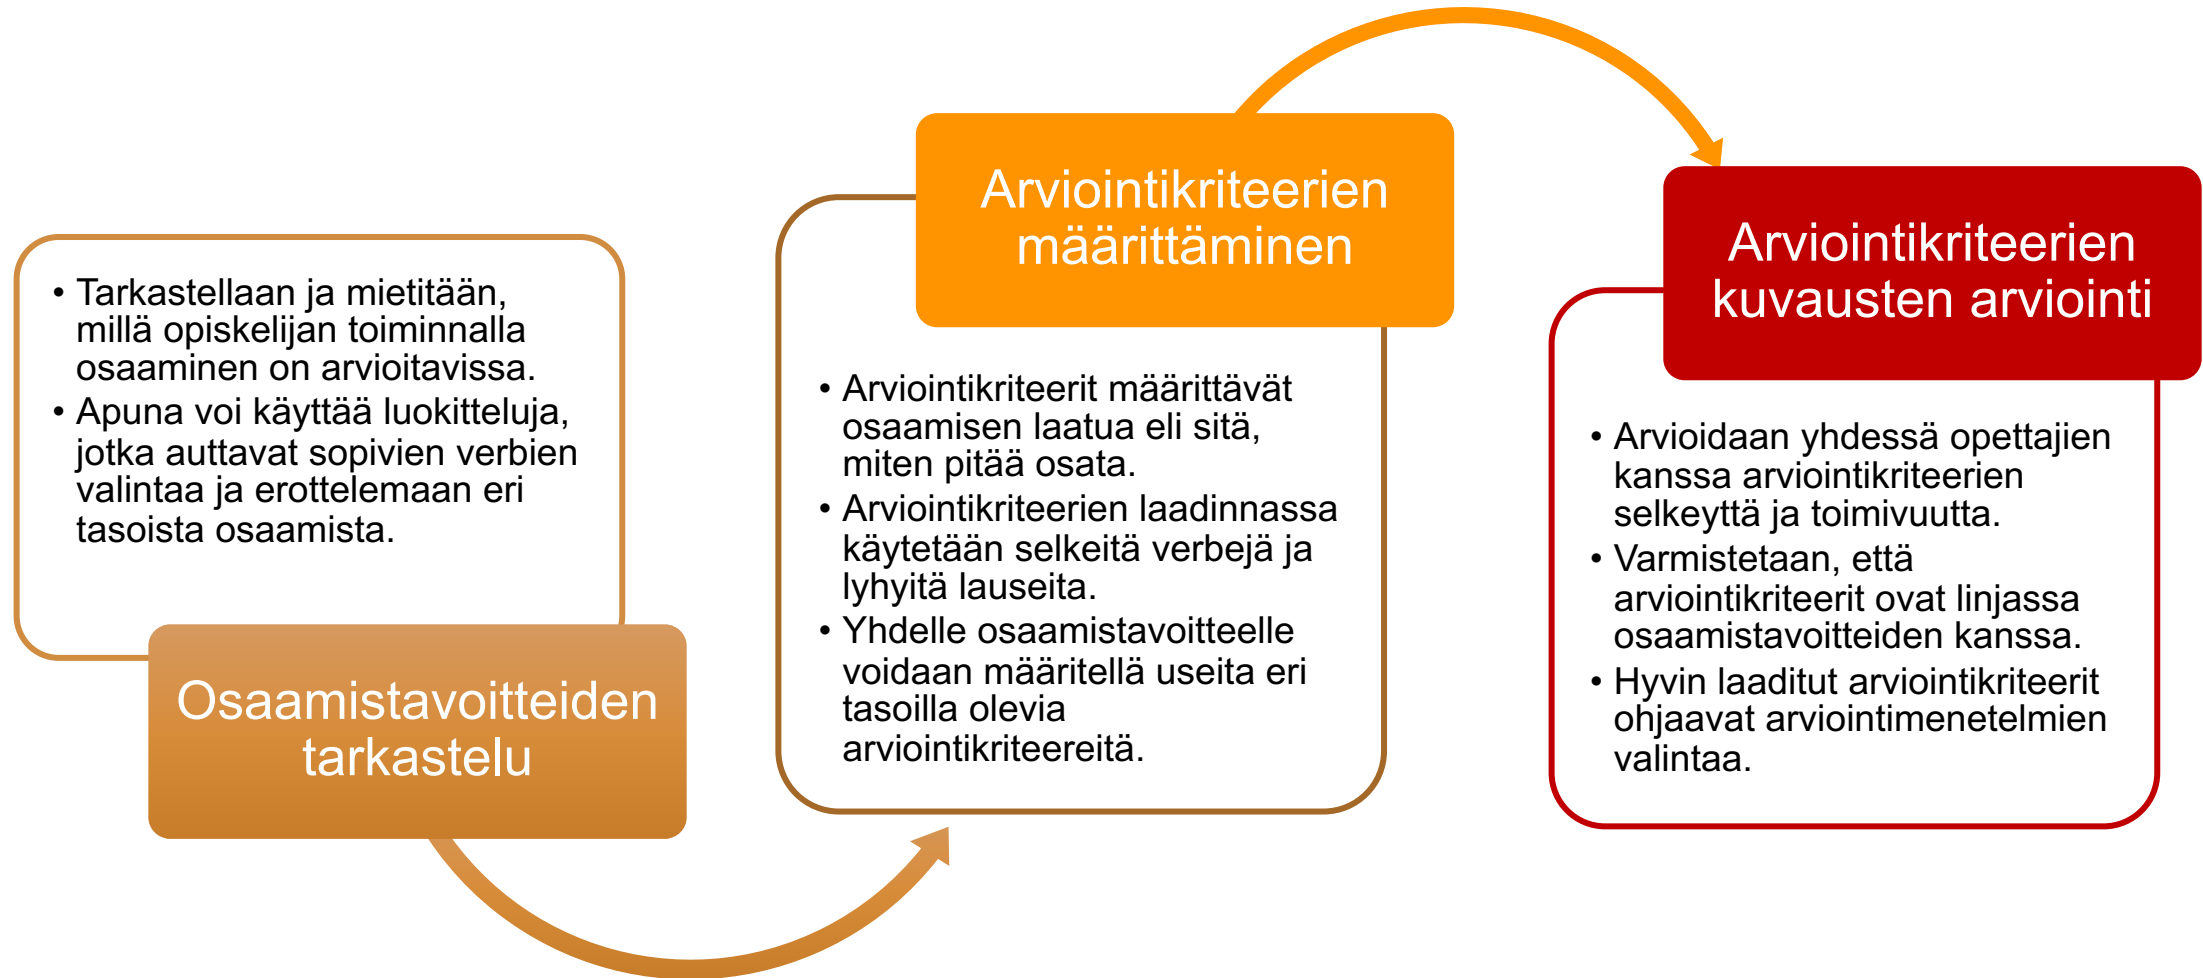 • Tarkastellaan ja mietitään,
millä opiskelijan toiminnalla
osaaminen on arvioitavissa.
• Apuna voi käyttää luokitteluja,
jotka auttavat sopivien verbien
valintaa ja erottelemaan eri
tasoista osaamista.
Osaamistavoitteiden
tarkastelu
Arviointikriteerien
määrittäminen
• Arviointikriteerit määrittävät
osaamisen laatua eli sitä,
miten pitää osata.
• Arviointikriteerien laadinnassa
käytetään selkeitä verbejä ja
lyhyitä lauseita.
• Yhdelle osaamistavoitteelle
voidaan määritellä useita eri
tasoilla olevia
arviointikriteereitä.
Arviointikriteerien
kuvausten arviointi
• Arvioidaan yhdessä opettajien
kanssa arviointikriteerien
selkeyttä ja toimivuutta.
• Varmistetaan, että
arviointikriteerit ovat linjassa
osaamistavoitteiden kanssa.
• Hyvin laaditut arviointikriteerit
ohjaavat arviointimenetelmien
valintaa.